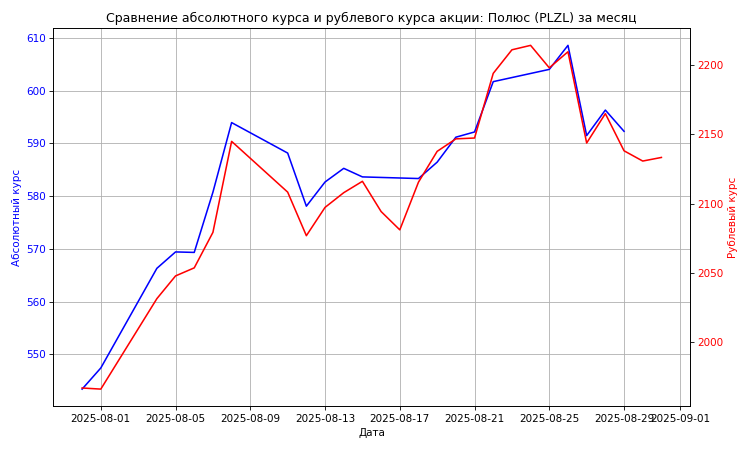 Сравнение абсолютного курса и рублевого курса акции: Полюс (PLZL) за месяц
Абсолютный курс
610
600
590
580
570
560
550
2200
2150
2100
2050
2000
Рублевый курс
2025-08-01 2025-08-05 2025-08-09 2025-08-13 2025-08-17 2025-08-21 2025-08-25 2025-08-29 2025-09-01
Дата